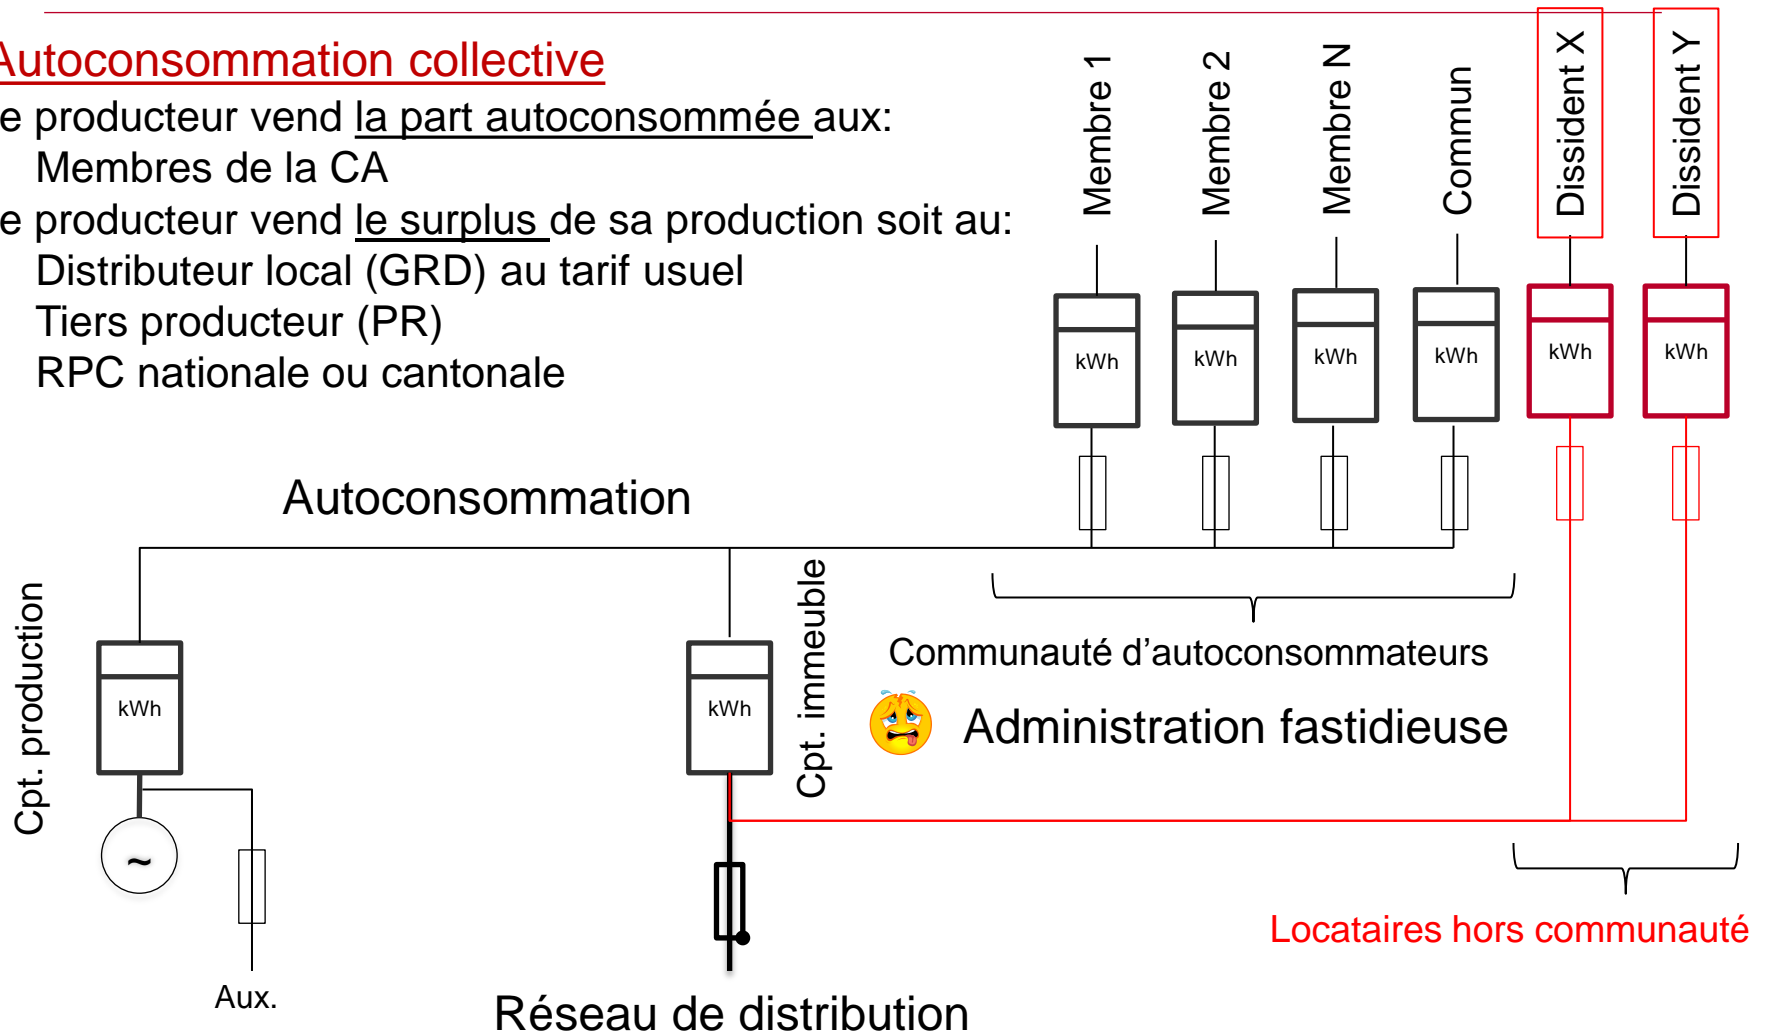 Autoconsommation collective
e producteur vend la part autoconsommée aux:
Membres de la CA
e producteur vend le surplus de sa production soit au:
Distributeur local (GRD) au tarif usuel
Tiers producteur (PR)
RPC nationale ou cantonale
Membre 1
Membre 2
Membre N
Commun
Dissident X
Dissident Y
kWh
kWh
kWh
kWh
kWh
kWh
Autoconsommation
Cpt. production
kWh
~
Aux.
kWh
Cpt. immeuble
Communauté d’autoconsommateurs
Administration fastidieuse
Locataires hors communauté
Réseau de distribution